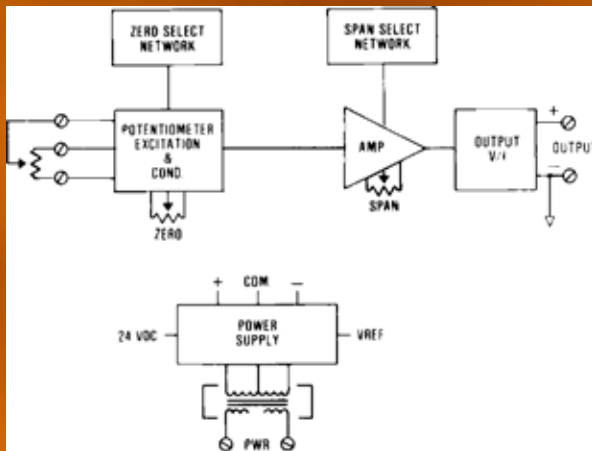 ZERO SELECT
NETWORK
SPAN SELECT
NETWORK
POTENTIOMETER
EXCITATION
&
COND.
AMP
OUTPUT
V/I
+
OUTPUT
−
ZERO
SPAN
+ COM −
24 VDC
POWER
SUPPLY
VREF
PWR